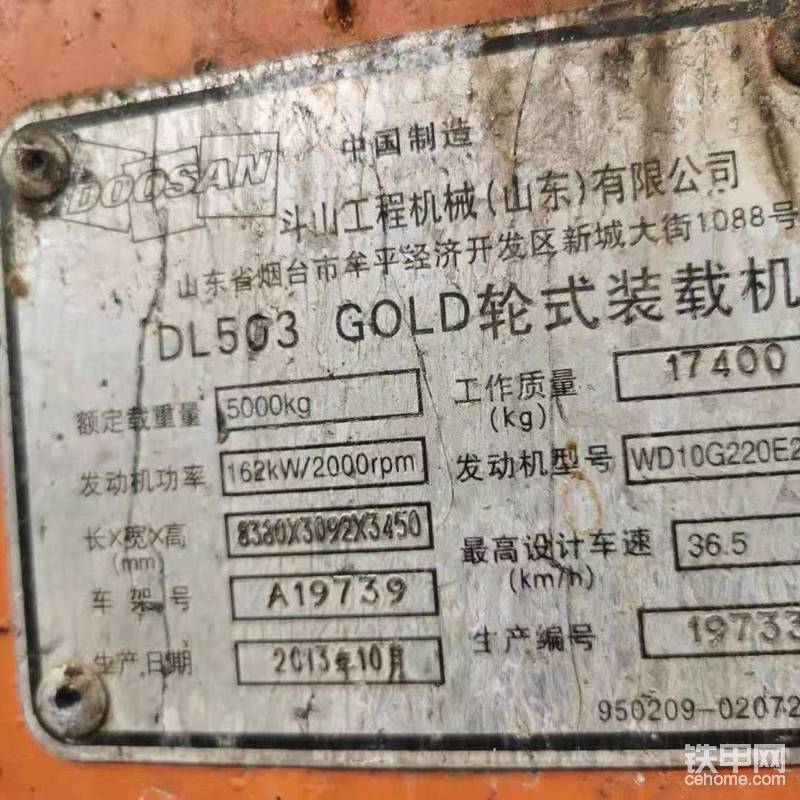 DOOSAN
中国制造
斗山工程机械(山东)有限公司
山东省烟台市牟平经济开发区新城大街1088号
DL503 GOLD轮式装载机
额定载重量 5000kg 工作质量(kg) 17400
发动机功率 162kW/2000rpm 发动机型号 WD10G220E2
长X宽X高(mm) 8380X3092X3450 最高设计车速(km/h) 36.5
车架号 A19739 生产编号 19733
生产日期 2013年10月
950209-02072
铁甲网
cehome.com